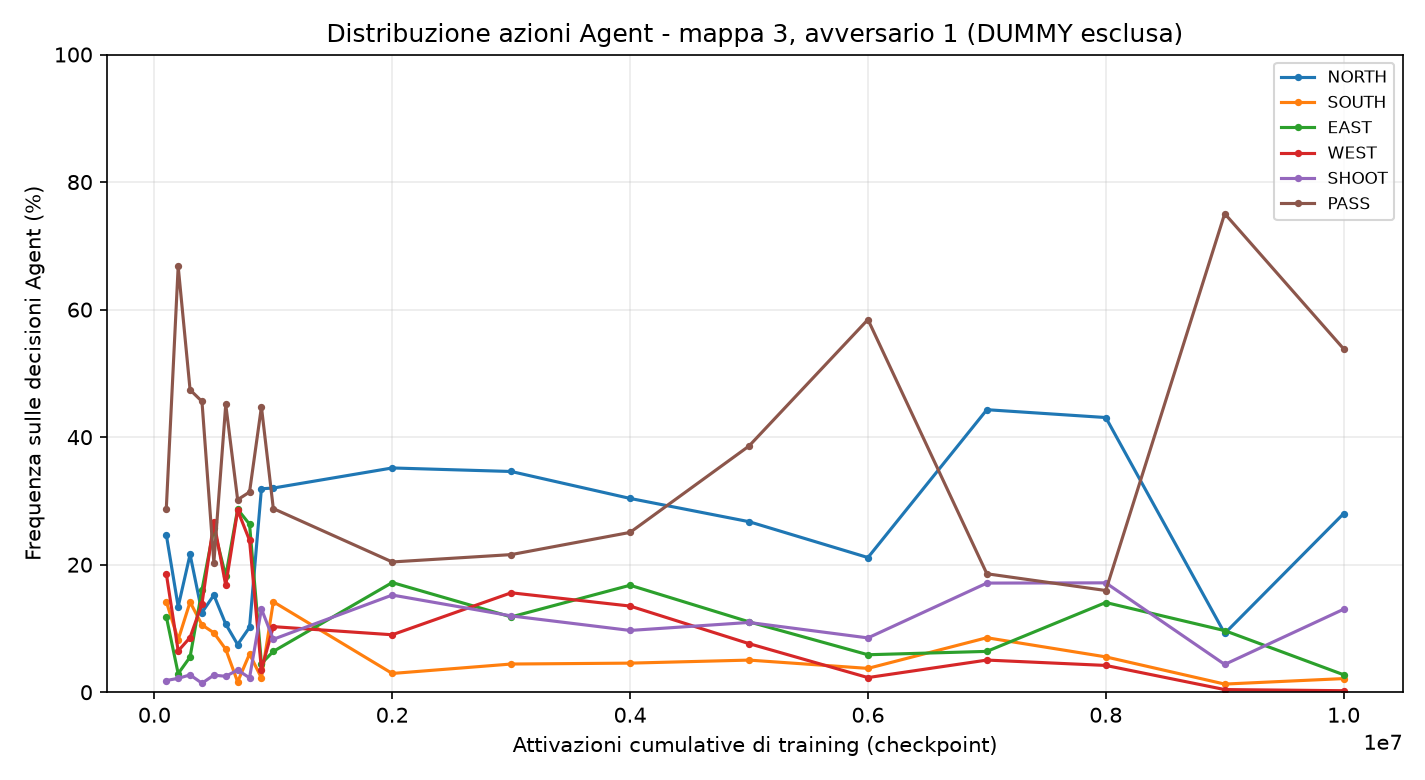 Distribuzione azioni Agent - mappa 3, avversario 1 (DUMMY esclusa)
Frequenza sulle decisioni Agent (%)
100
80
60
40
20
0
NORTH
SOUTH
EAST
WEST
SHOOT
PASS
0.0
0.2
0.4
0.6
0.8
1.0
1e7
Attivazioni cumulative di training (checkpoint)